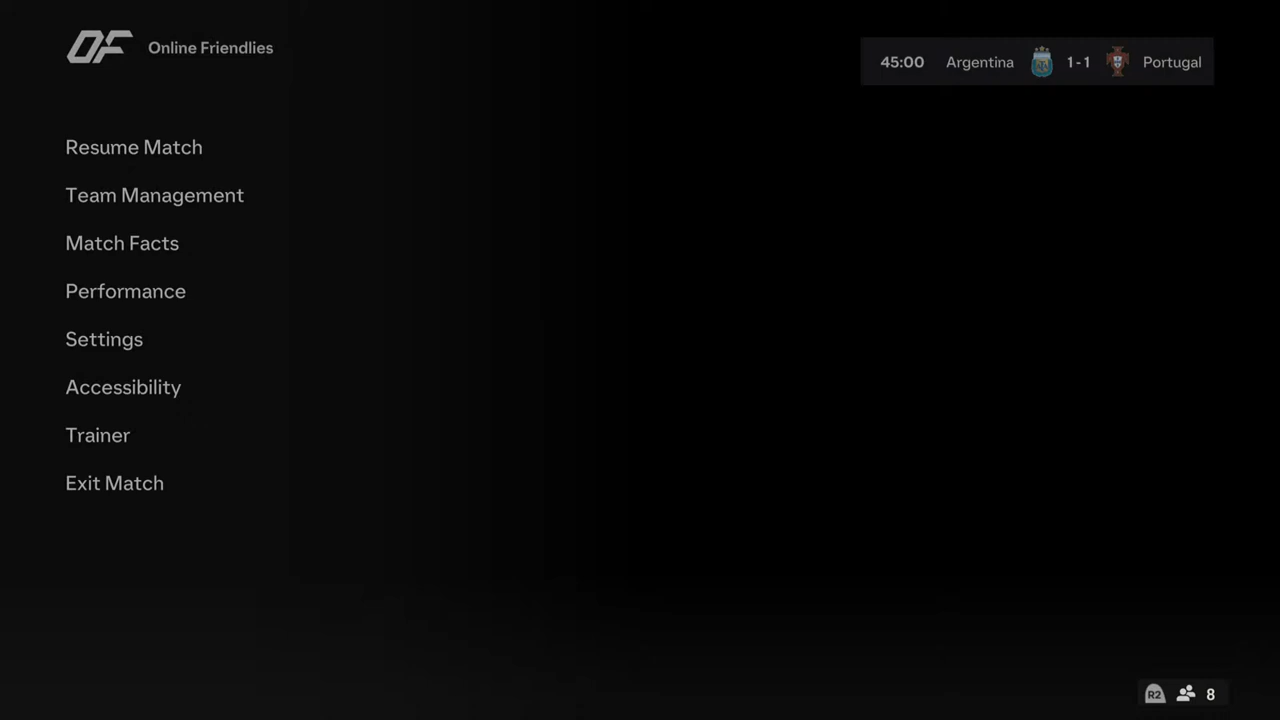 OF Online Friendlies
45:00 Argentina 1-1 Portugal
Resume Match
Team Management
Match Facts
Performance
Settings
Accessibility
Trainer
Exit Match
R2 8